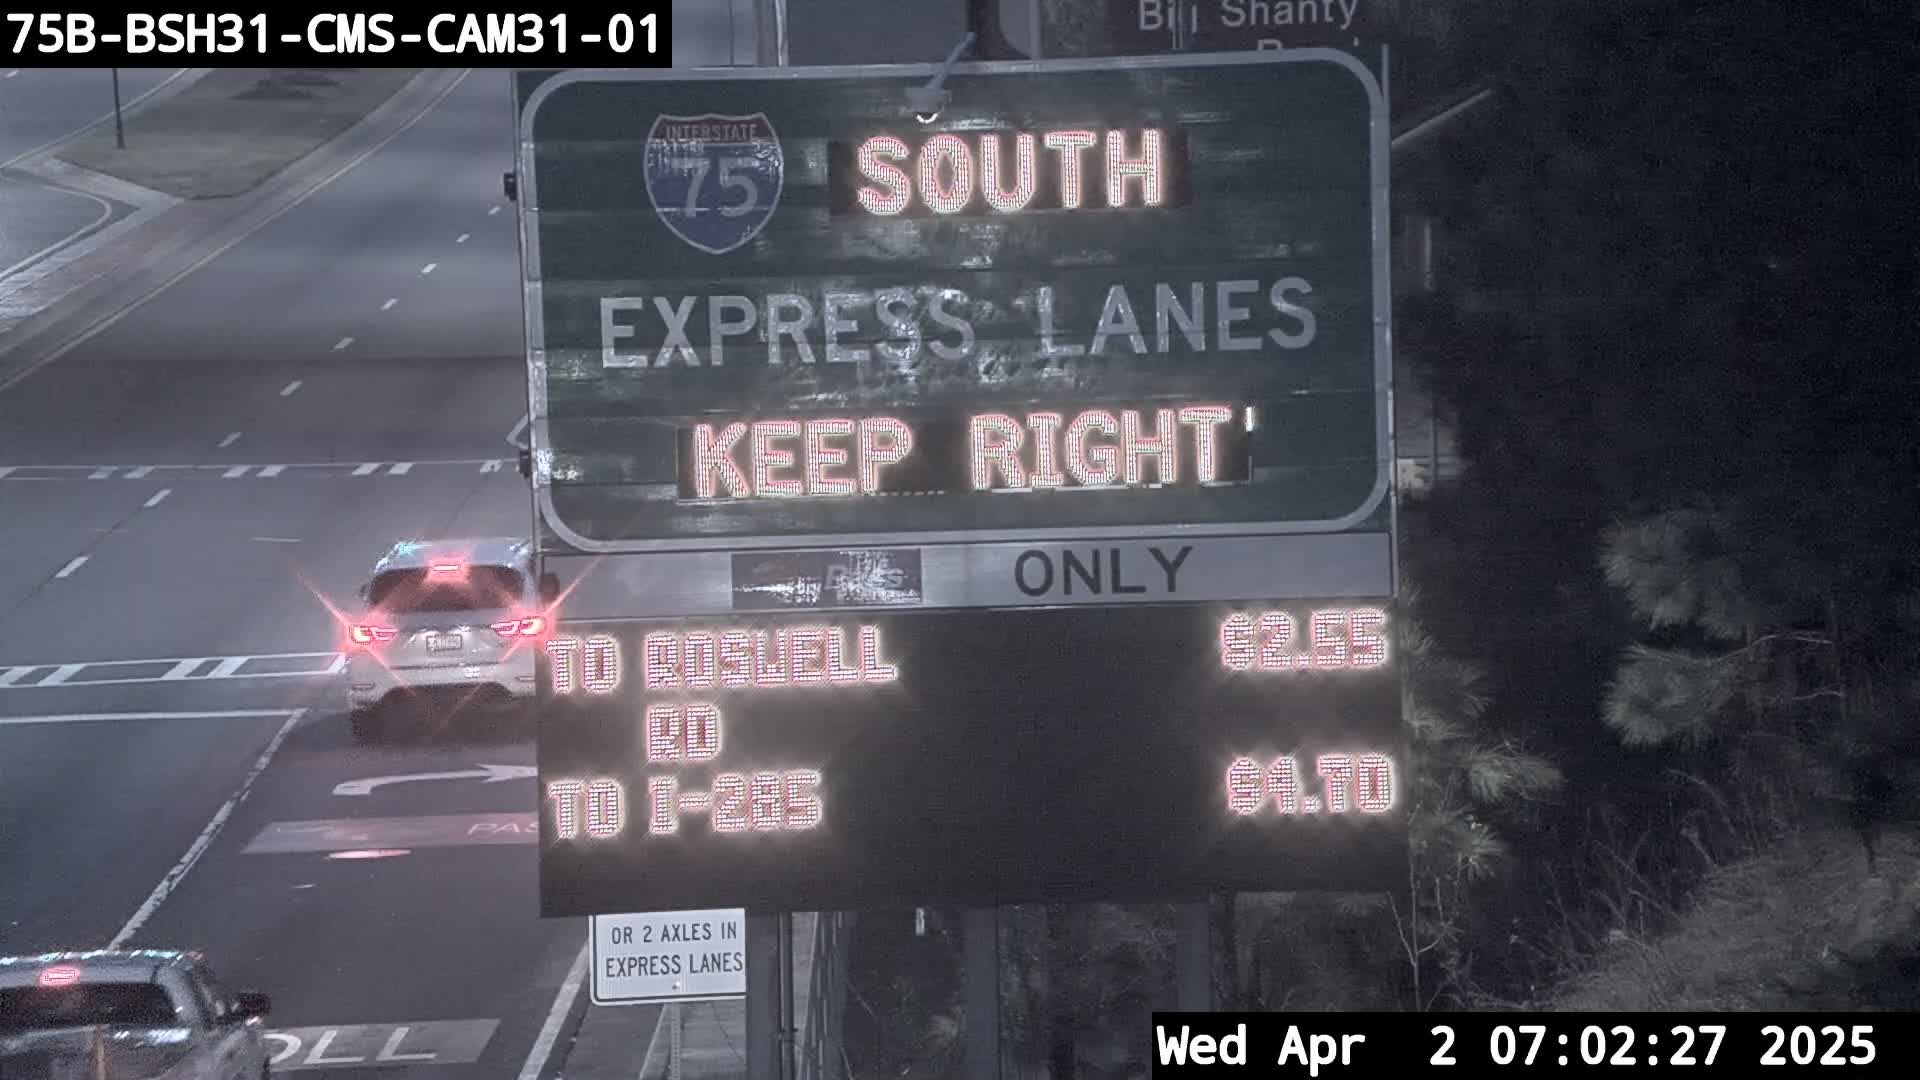 75B-BSH31-CMS-CAM31-01
Big Shanty
INTERSTATE
75
SOUTH
EXPRESS LANES
KEEP RIGHT
ONLY
TO ROSWELL $2.55
RD
TO I-285 $4.70
OR 2 AXLES IN
EXPRESS LANES
Wed Apr 2 07:02:27 2025